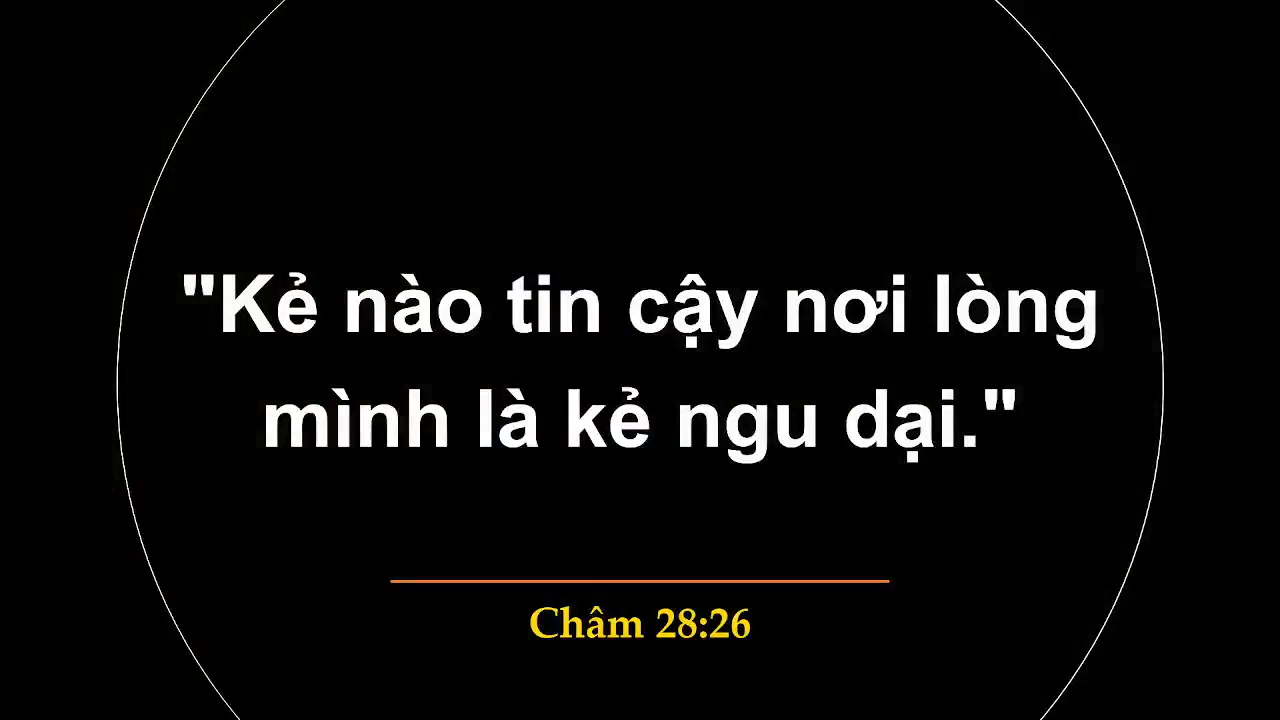 "Kẻ nào tin cậy nơi lòng
mình là kẻ ngu dại."
Châm 28:26